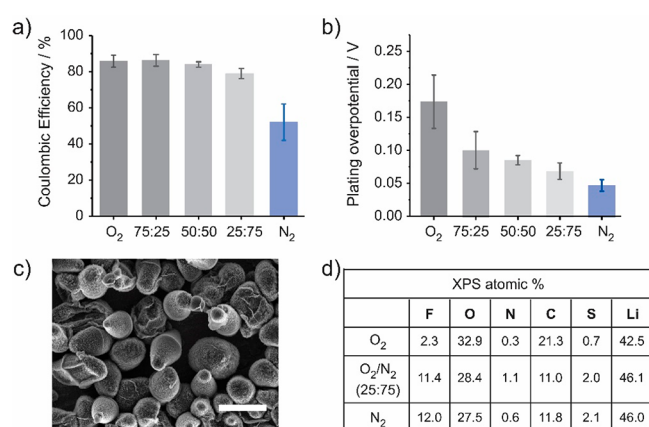 a)
Coulombic Efficiency / %
100
80
60
40
20
0
O₂ 75:25 50:50 25:75 N₂
b)
Plating overpotential / V
0.25
0.20
0.15
0.10
0.05
0.00
O₂ 75:25 50:50 25:75 N₂
c)
d)
XPS atomic %
F O N C S Li
O₂ 2.3 32.9 0.3 21.3 0.7 42.5
O₂/N₂ (25:75) 11.4 28.4 1.1 11.0 2.0 46.1
N₂ 12.0 27.5 0.6 11.8 2.1 46.0